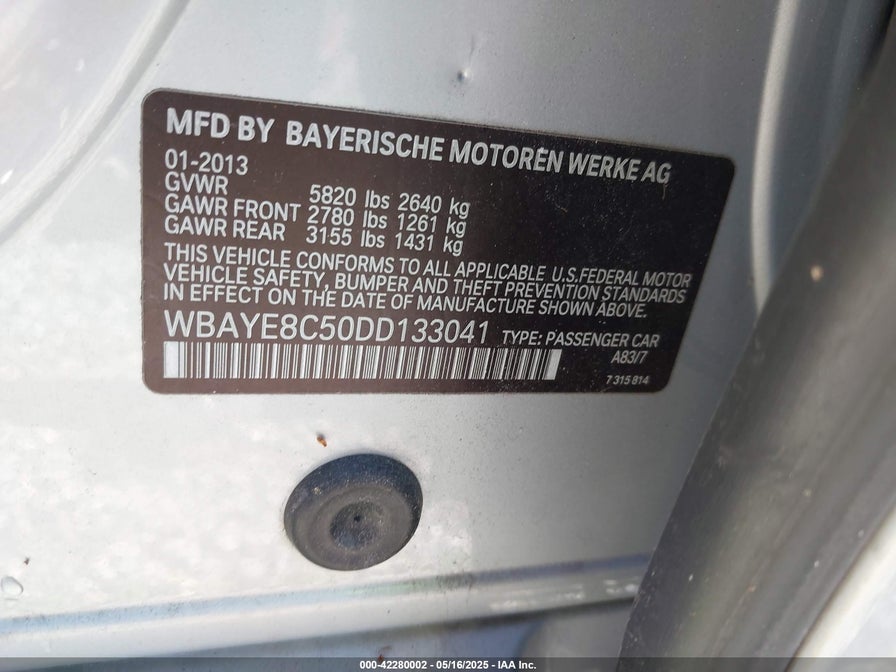 MFD BY BAYERISCHE MOTOREN WERKE AG
01-2013
GVWR 5820 lbs 2640 kg
GAWR FRONT 2780 lbs 1261 kg
GAWR REAR 3155 lbs 1431 kg
THIS VEHICLE CONFORMS TO ALL APPLICABLE U.S.FEDERAL MOTOR
VEHICLE SAFETY, BUMPER AND THEFT PREVENTION STANDARDS
IN EFFECT ON THE DATE OF MANUFACTURE SHOWN ABOVE.
WBAYE8C50DD133041 TYPE: PASSENGER CAR
A83/7
7 315 814
000-42280002 - 05/16/2025 - IAA Inc.